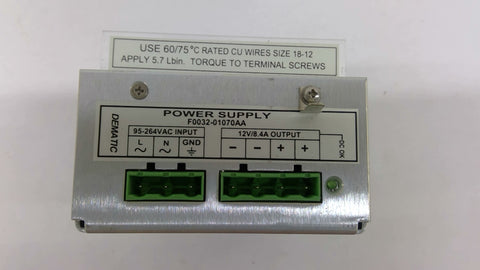 USE 60/75°C RATED CU WIRES SIZE 18-12
APPLY 5.7 Lbin. TORQUE TO TERMINAL SCREWS
POWER SUPPLY
F0032-01070AA
DEMATIC
95-264VAC INPUT
L N GND
12V/8.4A OUTPUT
− − + +
DC OK